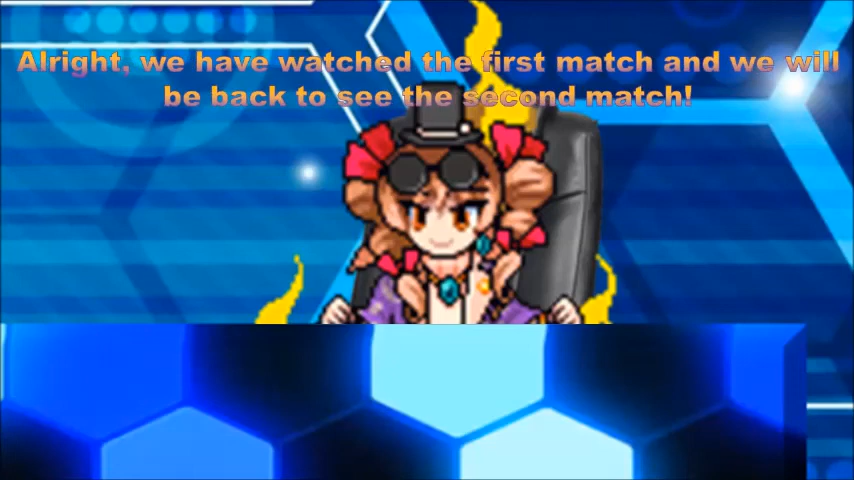 Alright, we have watched the first match and we will
be back to see the second match!